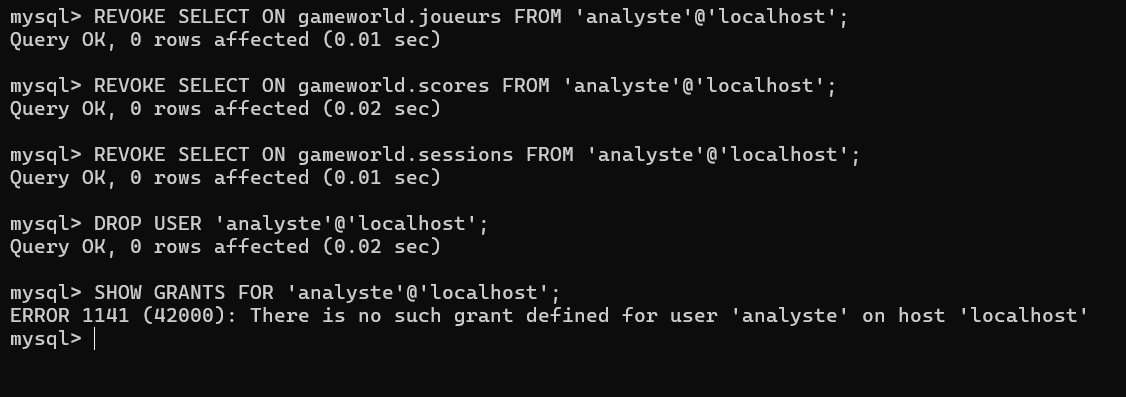 mysql> REVOKE SELECT ON gameworld.joueurs FROM 'analyste'@'localhost';
Query OK, 0 rows affected (0.01 sec)
mysql> REVOKE SELECT ON gameworld.scores FROM 'analyste'@'localhost';
Query OK, 0 rows affected (0.02 sec)
mysql> REVOKE SELECT ON gameworld.sessions FROM 'analyste'@'localhost';
Query OK, 0 rows affected (0.01 sec)
mysql> DROP USER 'analyste'@'localhost';
Query OK, 0 rows affected (0.02 sec)
mysql> SHOW GRANTS FOR 'analyste'@'localhost';
ERROR 1141 (42000): There is no such grant defined for user 'analyste' on host 'localhost'
mysql>